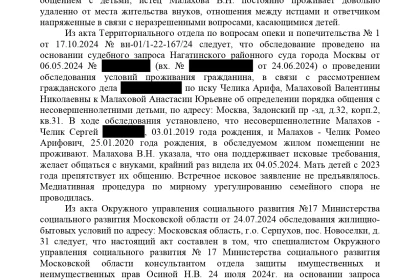 общением с детьми, истец Малахова В.Н. постоянно проживает довольно
удаленно от места жительства внуков, отношения между истцами и ответчиком
напряженные в связи с неразрешенными вопросами, касающимися детей.
Из акта Территориального отдела по вопросам опеки и попечительства № 1
от 17.10.2024 № ви-01/1-22-167/24 следует, что обследование проведено на
основании судебного запроса Нагатинского районного суда города Москвы от
06.05.2024 № (вх. № от 24.06.2024) о проведении
обследования условий проживания гражданина, в связи с рассмотрением
гражданского дела по иску Челика Арифа, Малаховой Валентины
Николаевны к Малаховой Анастасии Юрьевне об определении порядка общения с
несовершеннолетними детьми, по адресу: Москва, Задонский пр -зд, д.32, корп.2,
кв.31. В ходе обследования установлено, что несовершеннолетние Малахов -
Челик Сергей 03.01.2019 года рождения, и Малахов - Челик Ромео
Арифович, 25.01.2020 года рождения, в обследуемом жилом помещении не
проживают. Малахова В.Н. указала, что она поддерживает исковые требования,
желает общаться с внуками, крайний раз видела их 04.05.2024. Мать детей с 2023
года препятствует их общению. Встречное исковое заявление не предъявлялось.
Медиативная процедура по мирному урегулированию семейного спора не
проводилась.
Из акта Окружного управления социального развития №17 Министерства
социального развития Московской области от 24.07.2024 обследования жилищно-
бытовых условий по адресу: Московская область, г.о. Серпухов, пос. Новоселки, д.
31 следует, что настоящий акт составлен в том, что специалистом Окружного
управления социального развития № 17 Министерства социального развития
Московской области консультантом отдела защиты имущественных и
неимущественных прав Осиной Н.В. 24 июля 2024г. на основании запроса